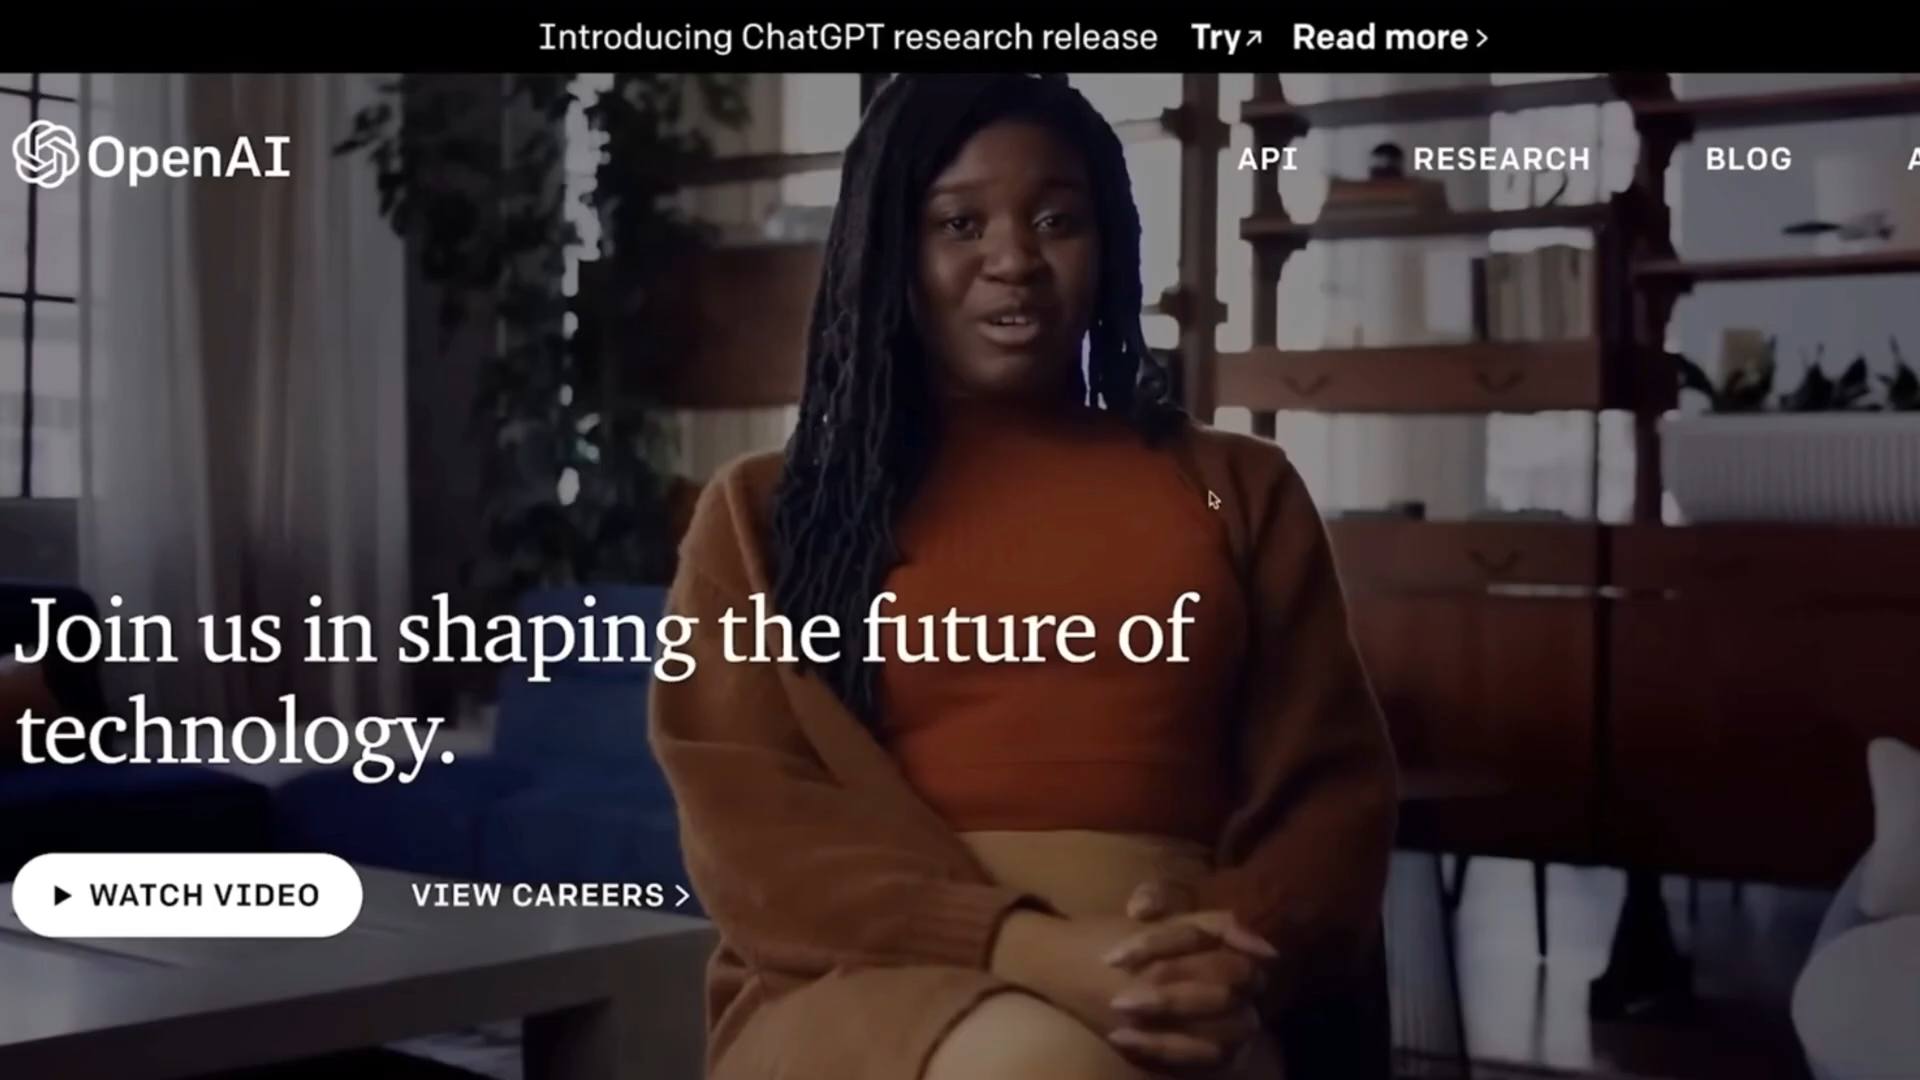 Introducing ChatGPT research release Try↗ Read more >
OpenAI
API RESEARCH BLOG
Join us in shaping the future of
technology.
▶ WATCH VIDEO VIEW CAREERS >